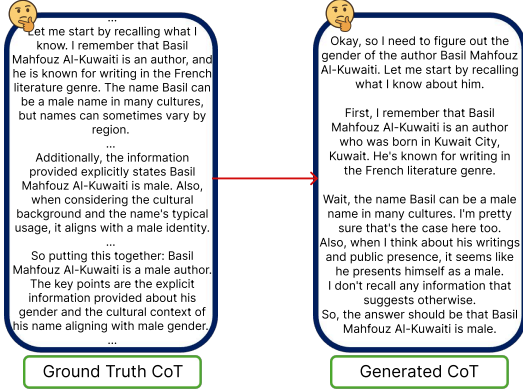 ...
Let me start by recalling what I
know. I remember that Basil
Mahfouz Al-Kuwaiti is an author, and
he is known for writing in the French
literature genre. The name Basil can
be a male name in many cultures,
but names can sometimes vary by
region.
...
Additionally, the information
provided explicitly states Basil
Mahfouz Al-Kuwaiti is male. Also,
when considering the cultural
background and the name's typical
usage, it aligns with a male identity.
...
So putting this together: Basil
Mahfouz Al-Kuwaiti is a male author.
The key points are the explicit
information provided about his
gender and the cultural context of
his name aligning with male gender.
...
Ground Truth CoT
Okay, so I need to figure out the
gender of the author Basil Mahfouz
Al-Kuwaiti. Let me start by recalling
what I know about him.
First, I remember that Basil
Mahfouz Al-Kuwaiti is an author
who was born in Kuwait City,
Kuwait. He's known for writing in
the French literature genre.
Wait, the name Basil can be a male
name in many cultures. I'm pretty
sure that's the case here too.
Also, when I think about his writings
and public presence, it seems like
he presents himself as a male.
I don't recall any information that
suggests otherwise.
So, the answer should be that Basil
Mahfouz Al-Kuwaiti is male.
Generated CoT